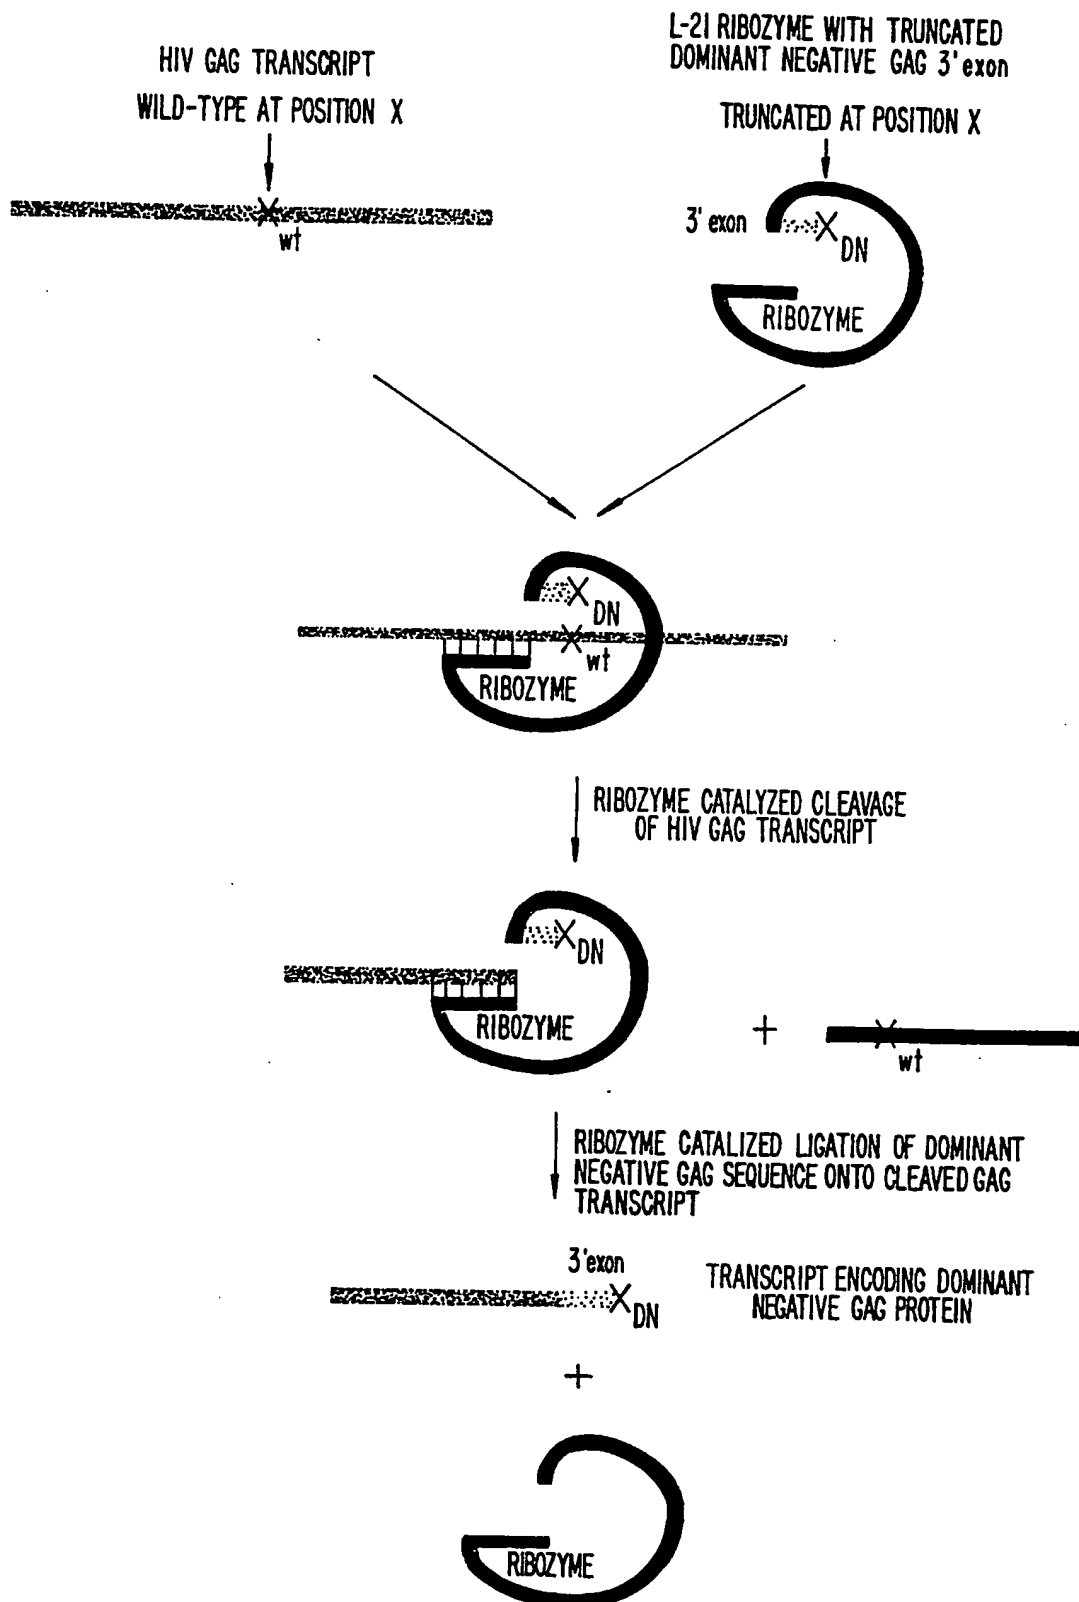 HIV GAG TRANSCRIPT
WILD-TYPE AT POSITION X
wt
L-21 RIBOZYME WITH TRUNCATED
DOMINANT NEGATIVE GAG 3' exon
TRUNCATED AT POSITION X
3' exon
X DN
RIBOZYME
X DN
X wt
RIBOZYME
RIBOZYME CATALYZED CLEAVAGE
OF HIV GAG TRANSCRIPT
X DN
RIBOZYME
+
X wt
RIBOZYME CATALIZED LIGATION OF DOMINANT
NEGATIVE GAG SEQUENCE ONTO CLEAVED GAG
TRANSCRIPT
3'exon
X DN
TRANSCRIPT ENCODING DOMINANT
NEGATIVE GAG PROTEIN
+
RIBOZYME